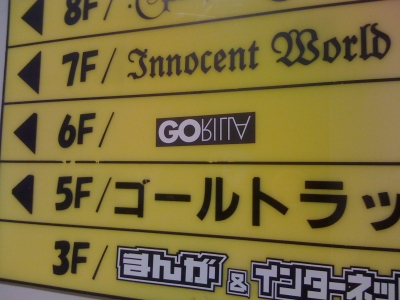 8F/
7F/ Innocent World
6F/ GORILLA
5F/ゴールトラッ
3F/ まんが & インターネッ